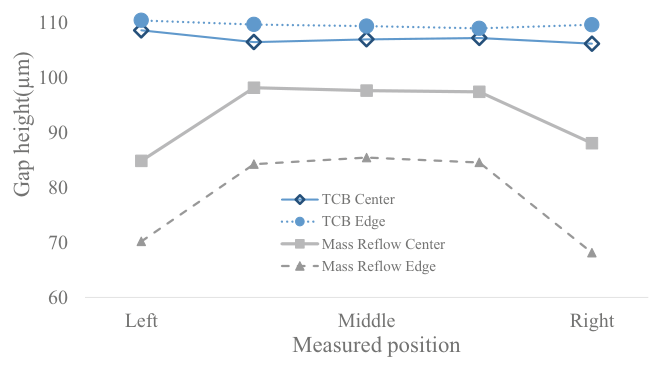 110
100
90
80
70
60
Gap height(μm)
TCB Center
TCB Edge
Mass Reflow Center
Mass Reflow Edge
Left Middle Right
Measured position